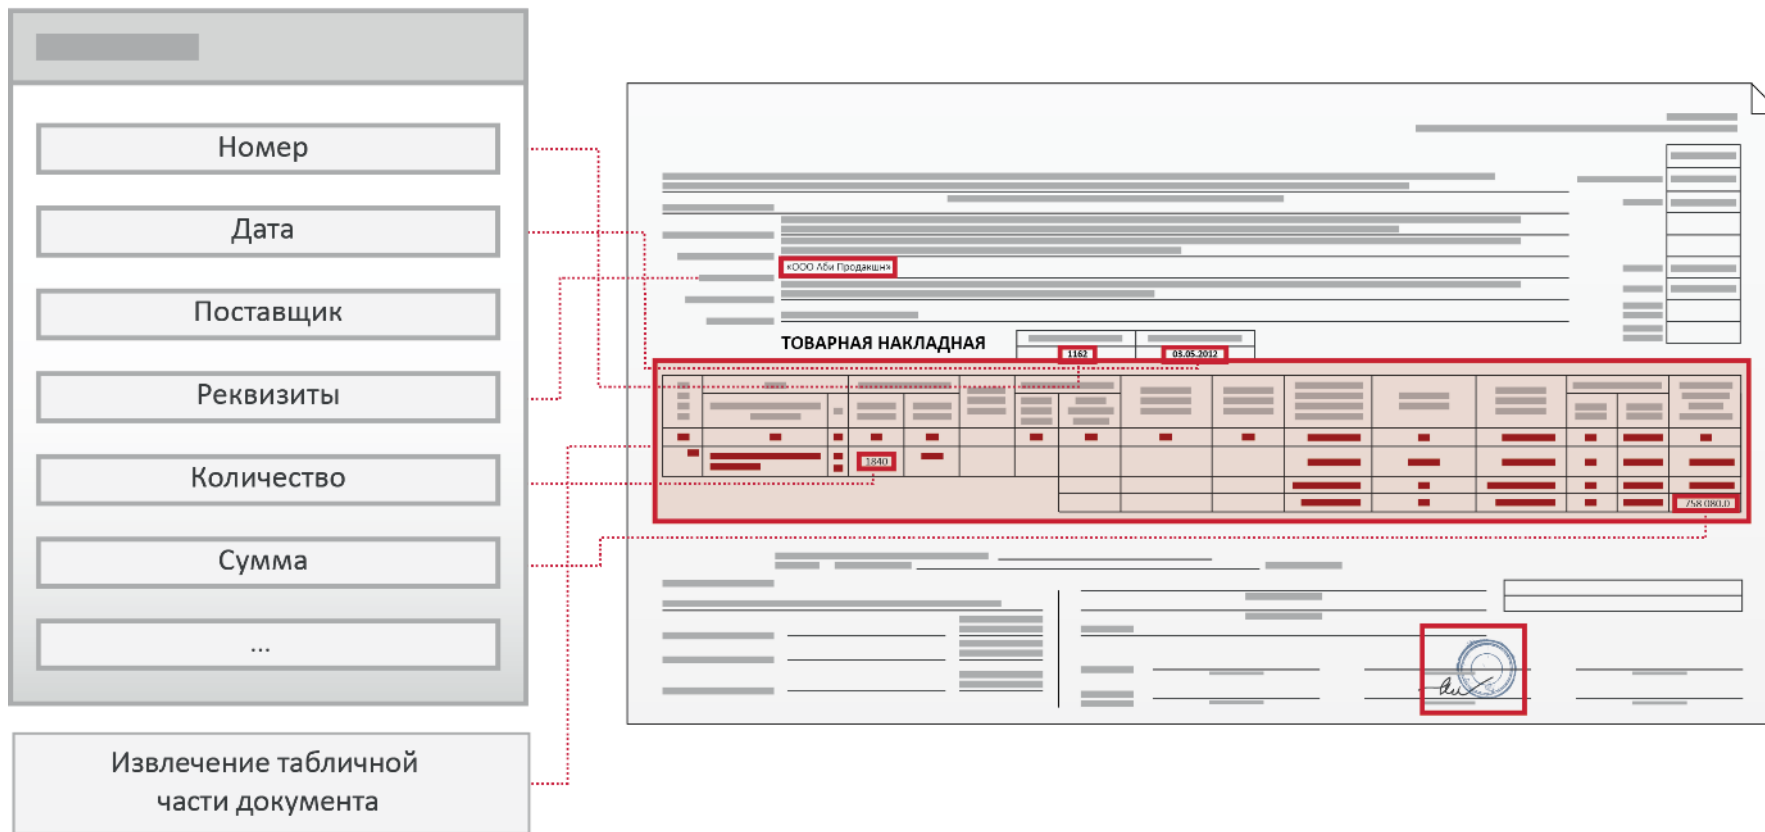 Номер
Дата
Поставщик
Реквизиты
Количество
Сумма
...
Извлечение табличной
части документа
«ООО Аби Продакшн»
ТОВАРНАЯ НАКЛАДНАЯ
1162
03.05.2012
1840
758 080.0